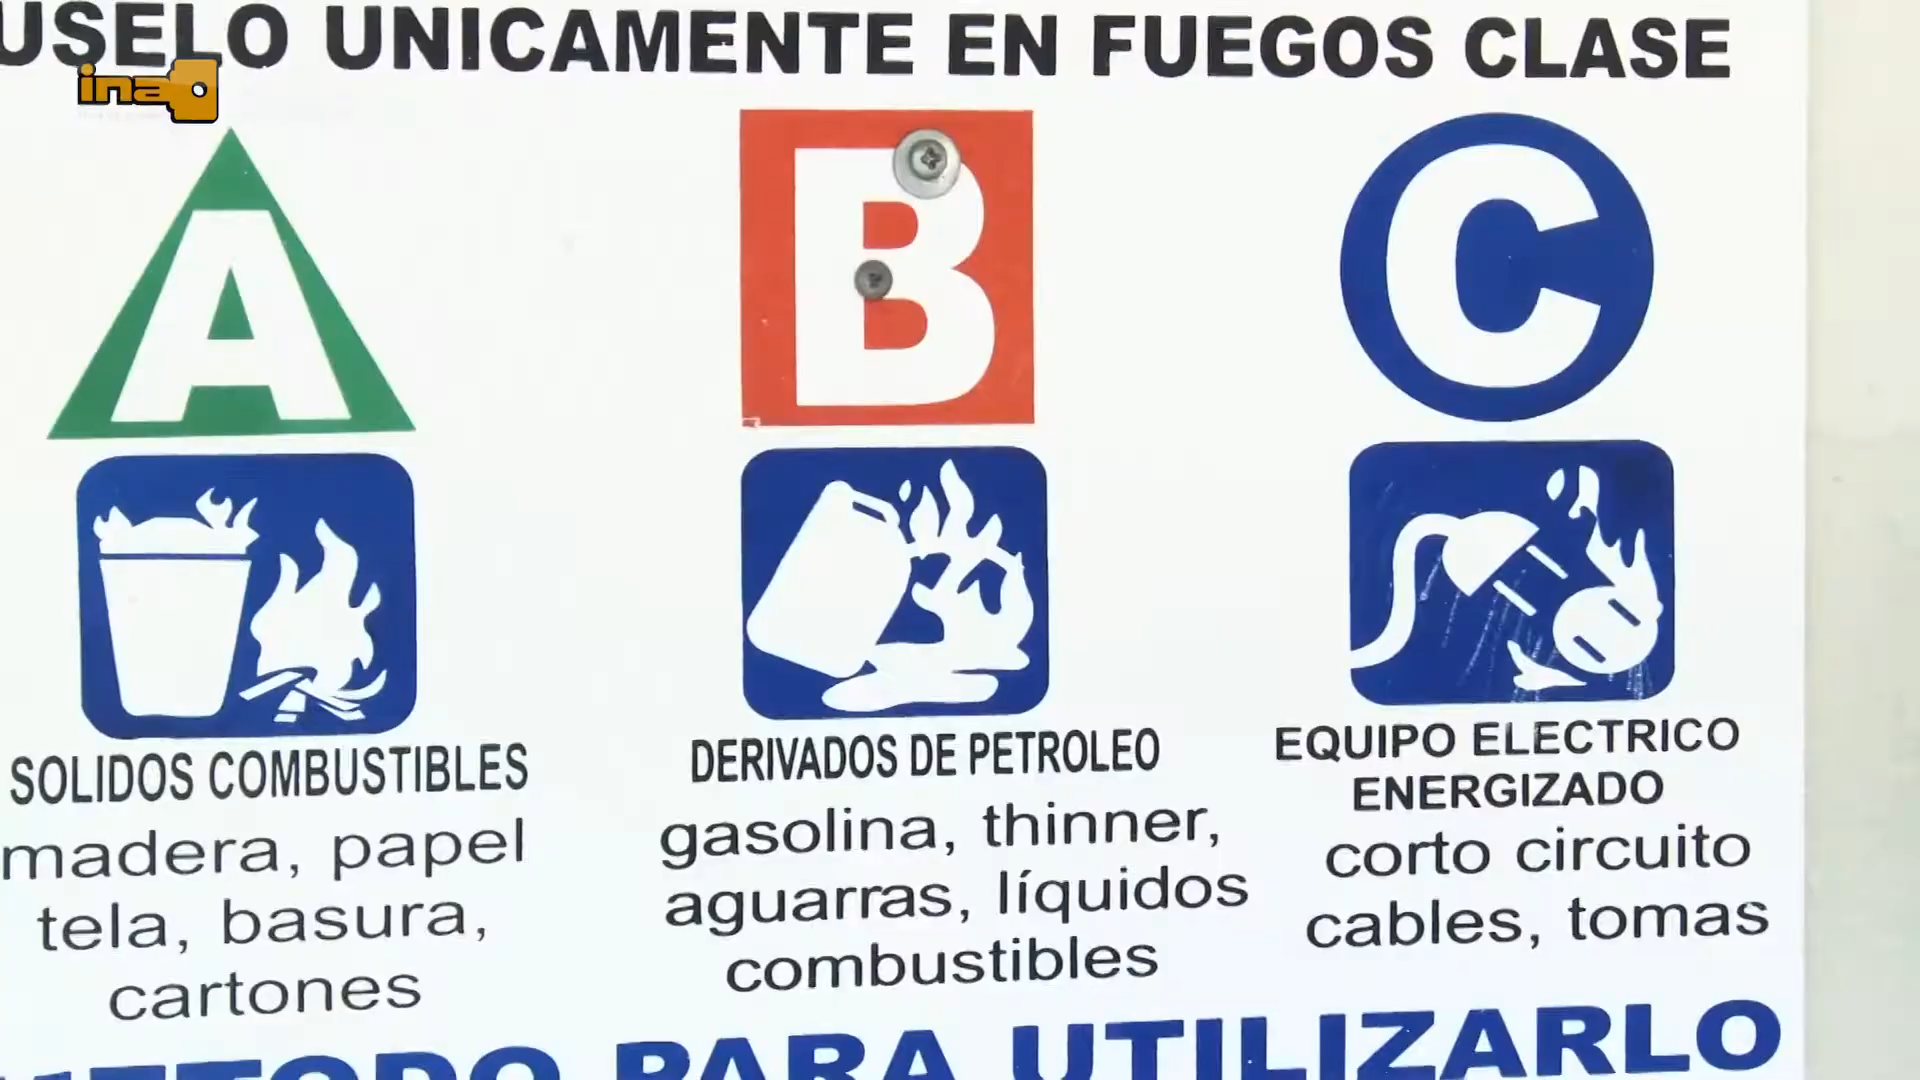 USELO UNICAMENTE EN FUEGOS CLASE
ina
A
B
C
SOLIDOS COMBUSTIBLES
madera, papel
tela, basura,
cartones
DERIVADOS DE PETROLEO
gasolina, thinner,
aguarras, líquidos
combustibles
EQUIPO ELECTRICO
ENERGIZADO
corto circuito
cables, tomas
METODO PARA UTILIZARLO